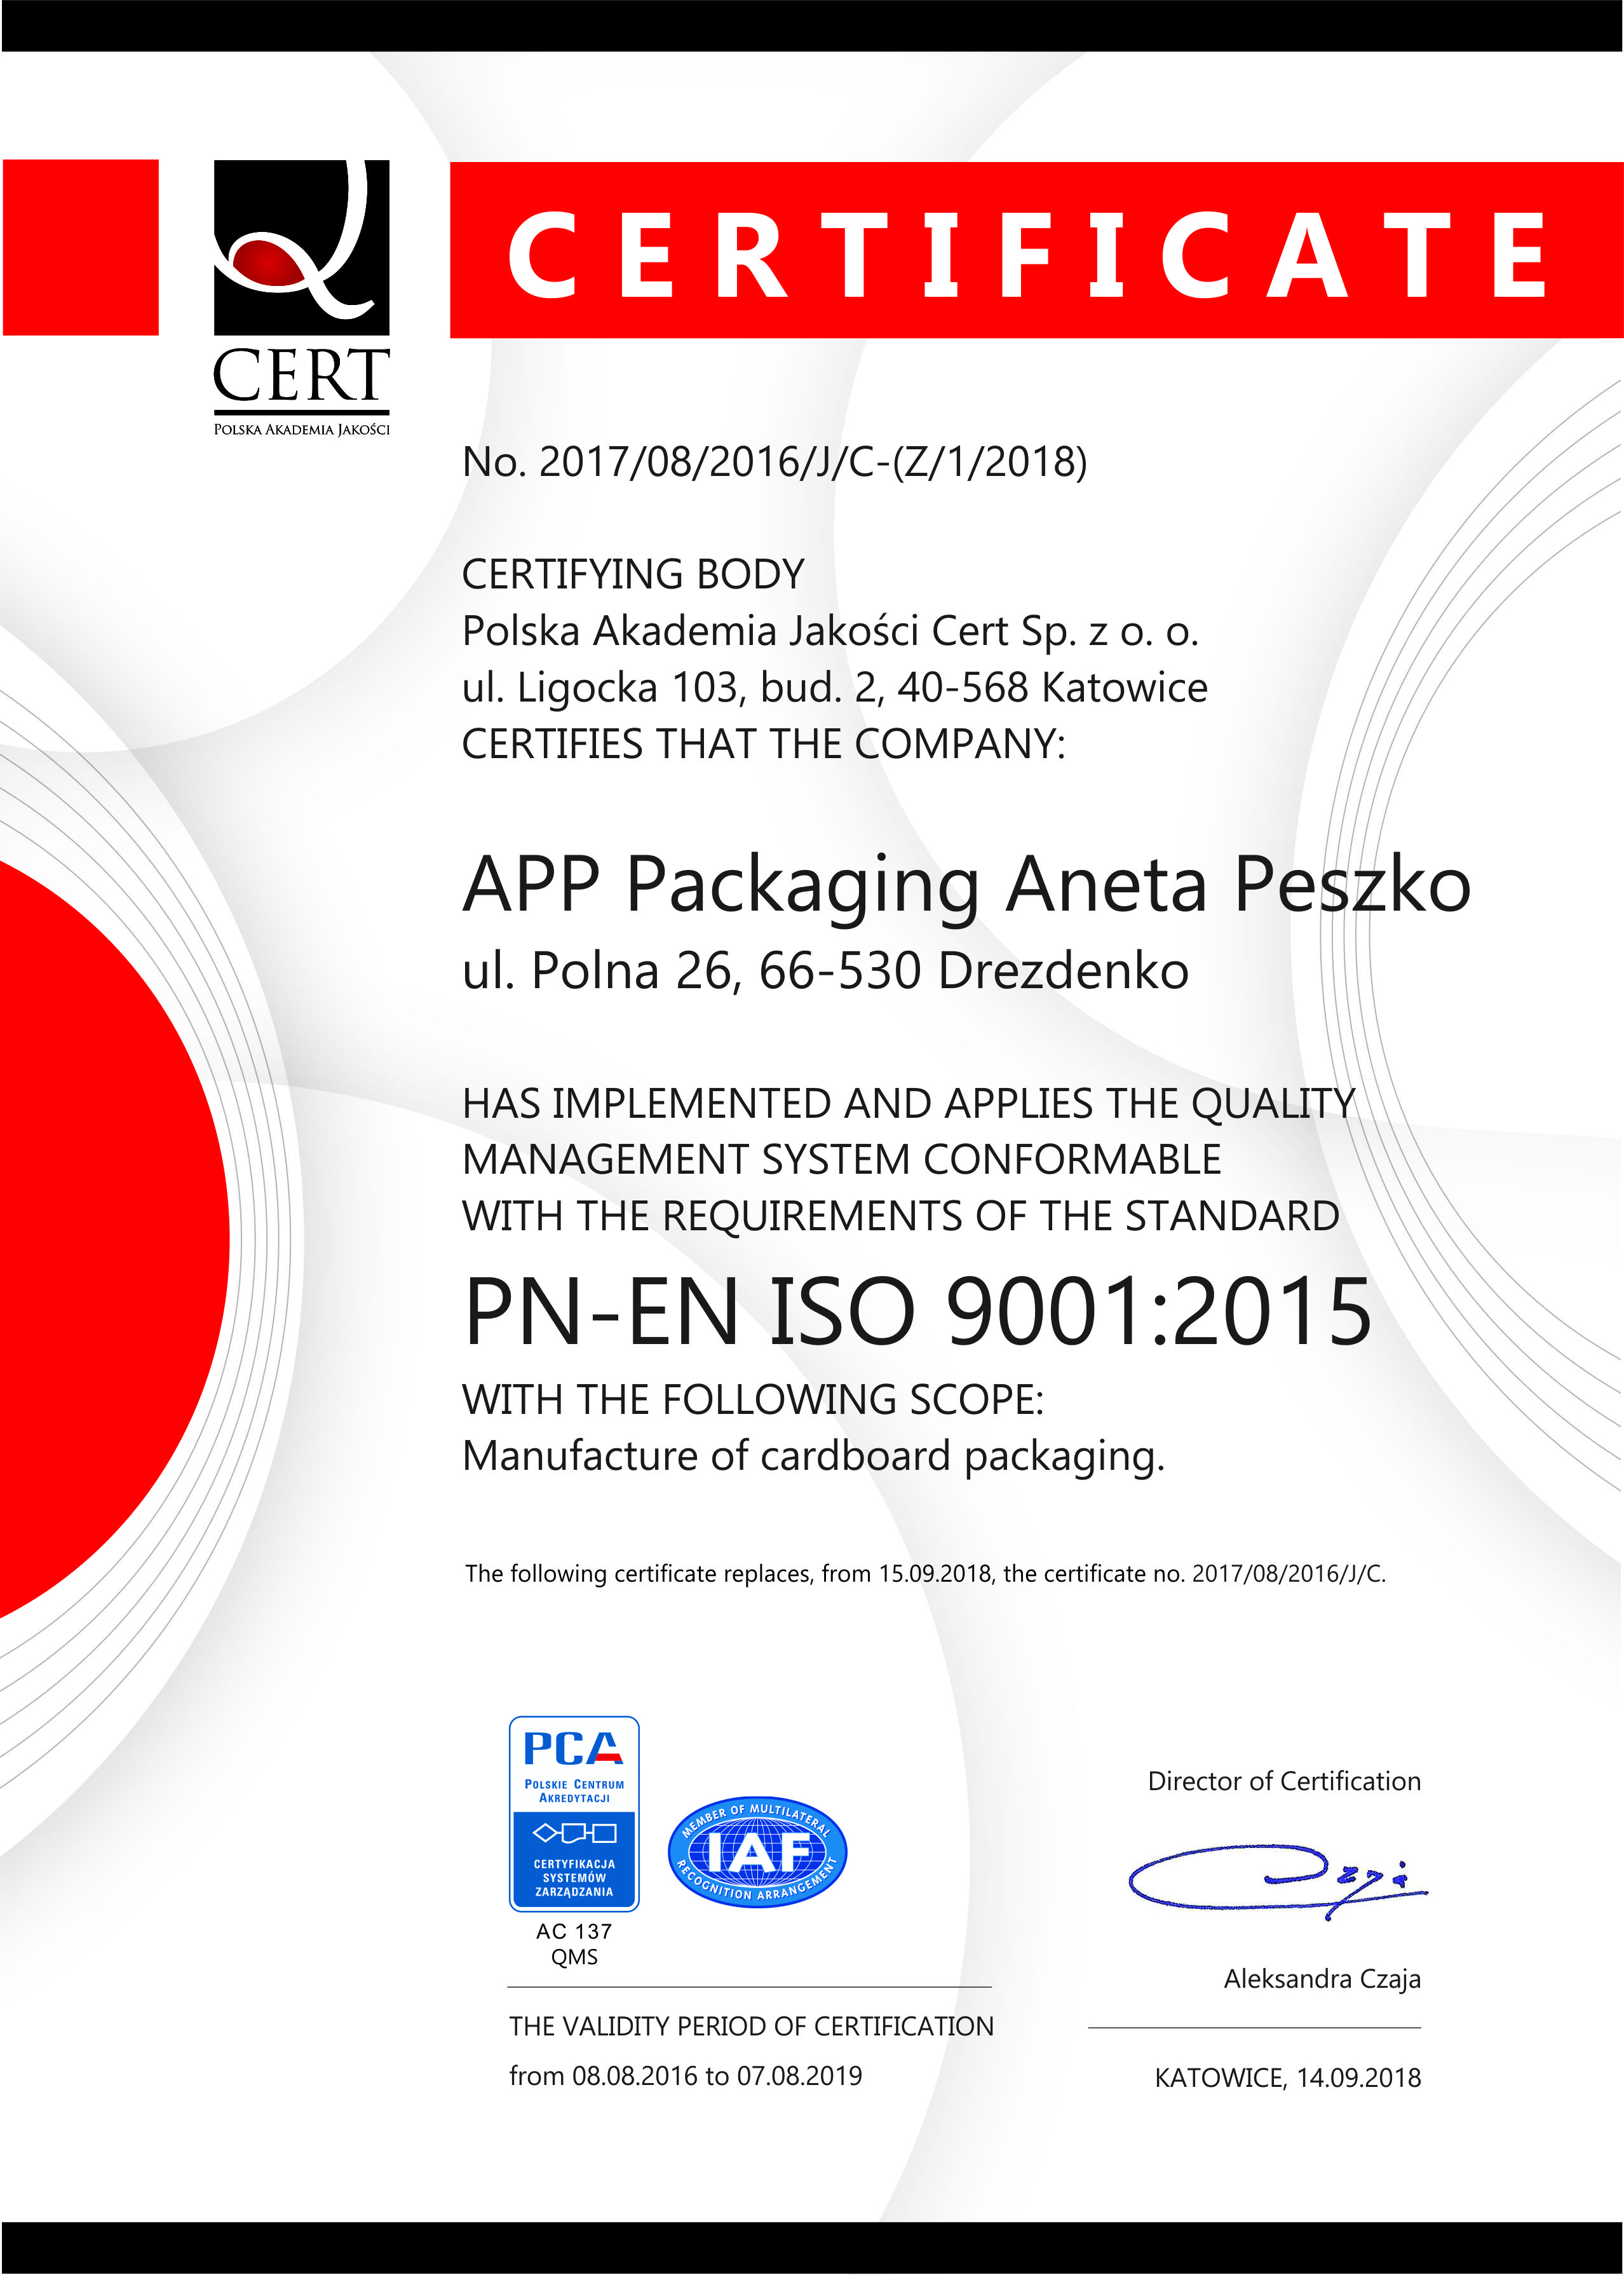 CERTIFICATE
CERT
POLSKA AKADEMIA JAKOŚCI
No. 2017/08/2016/J/C-(Z/1/2018)
CERTIFYING BODY
Polska Akademia Jakości Cert Sp. z o. o.
ul. Ligocka 103, bud. 2, 40-568 Katowice
CERTIFIES THAT THE COMPANY:
APP Packaging Aneta Peszko
ul. Polna 26, 66-530 Drezdenko
HAS IMPLEMENTED AND APPLIES THE QUALITY
MANAGEMENT SYSTEM CONFORMABLE
WITH THE REQUIREMENTS OF THE STANDARD
PN-EN ISO 9001:2015
WITH THE FOLLOWING SCOPE:
Manufacture of cardboard packaging.
The following certificate replaces, from 15.09.2018, the certificate no. 2017/08/2016/J/C.
PCA
POLSKIE CENTRUM
AKREDYTACJI
CERTYFIKACJA
SYSTEMÓW
ZARZĄDZANIA
AC 137
QMS
MEMBER OF MULTILATERAL
IAF
RECOGNITION ARRANGEMENT
THE VALIDITY PERIOD OF CERTIFICATION
from 08.08.2016 to 07.08.2019
Director of Certification
Aleksandra Czaja
KATOWICE, 14.09.2018